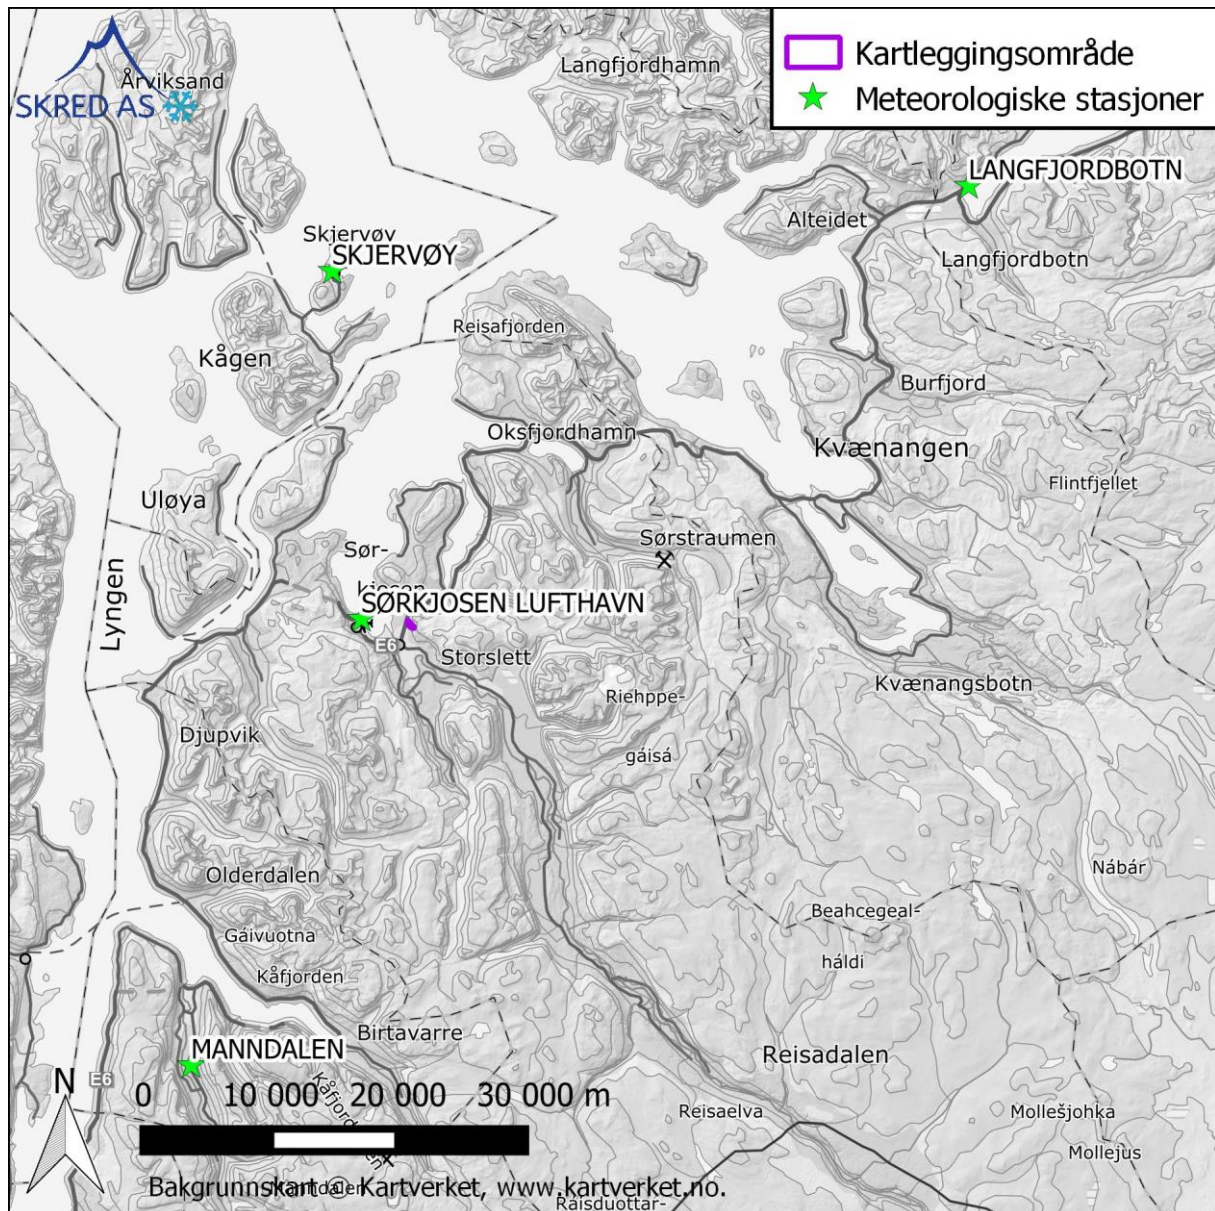 Årviksand
SKRED AS
Langfjordhamn
Kartleggingsområde
Meteorologiske stasjoner
LANGFJORDBOTN
Alteidet
Skjervøy
SKJERVØY
Langfjordbotn
Reisafjorden
Kågen
Burfjord
Oksfjordhamn
Kvænangen
Flintfjellet
Uløya
Sørstraumen
Sør-
SØRKJOSEN LUFTHAVN
Lyngen
E6
Storslett
Kvænangsbotn
Riehppe-
gáisá
Djupvik
Olderdalen
Nábár
Beahcegeal-
háldi
Gáivuotna
Kåfjorden
Birtavarre
MANNDALEN
Reisadalen
N
E6
0 10 000 20 000 30 000 m
Reisaelva
Mollešjohka
Mollejus
Manndalen
Bakgrunnskart © Kartverket, www.kartverket.no.
Raisduottar-